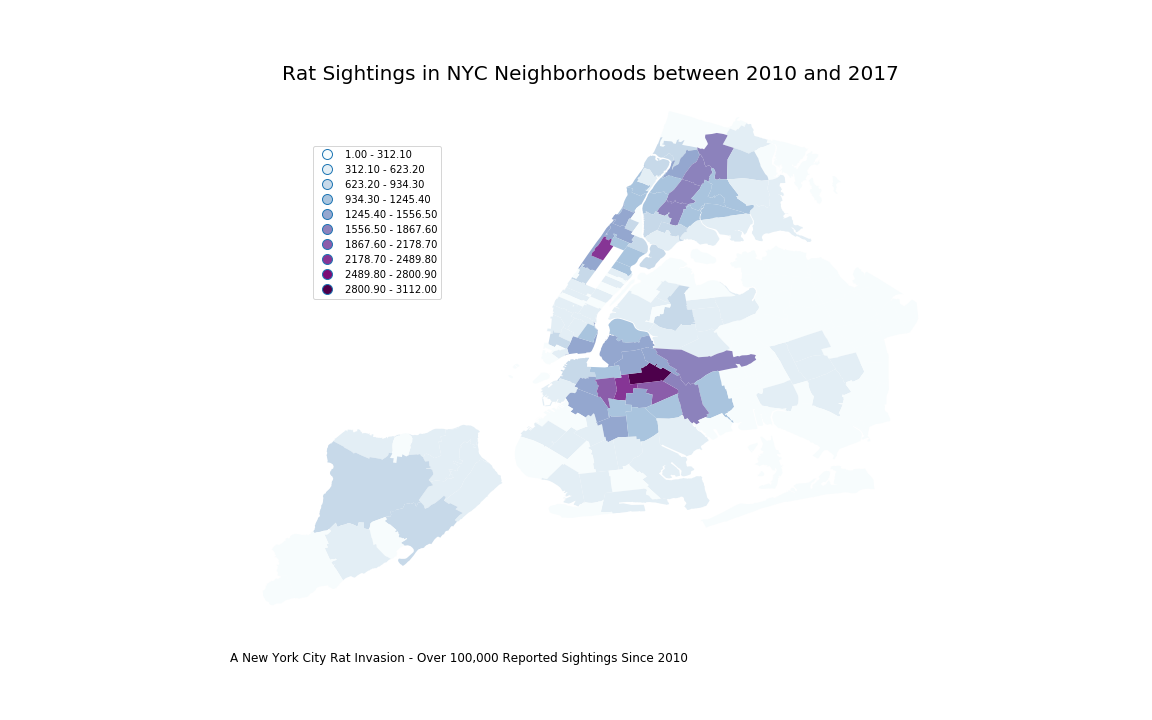 Rat Sightings in NYC Neighborhoods between 2010 and 2017
1.00 - 312.10
312.10 - 623.20
623.20 - 934.30
934.30 - 1245.40
1245.40 - 1556.50
1556.50 - 1867.60
1867.60 - 2178.70
2178.70 - 2489.80
2489.80 - 2800.90
2800.90 - 3112.00
A New York City Rat Invasion - Over 100,000 Reported Sightings Since 2010